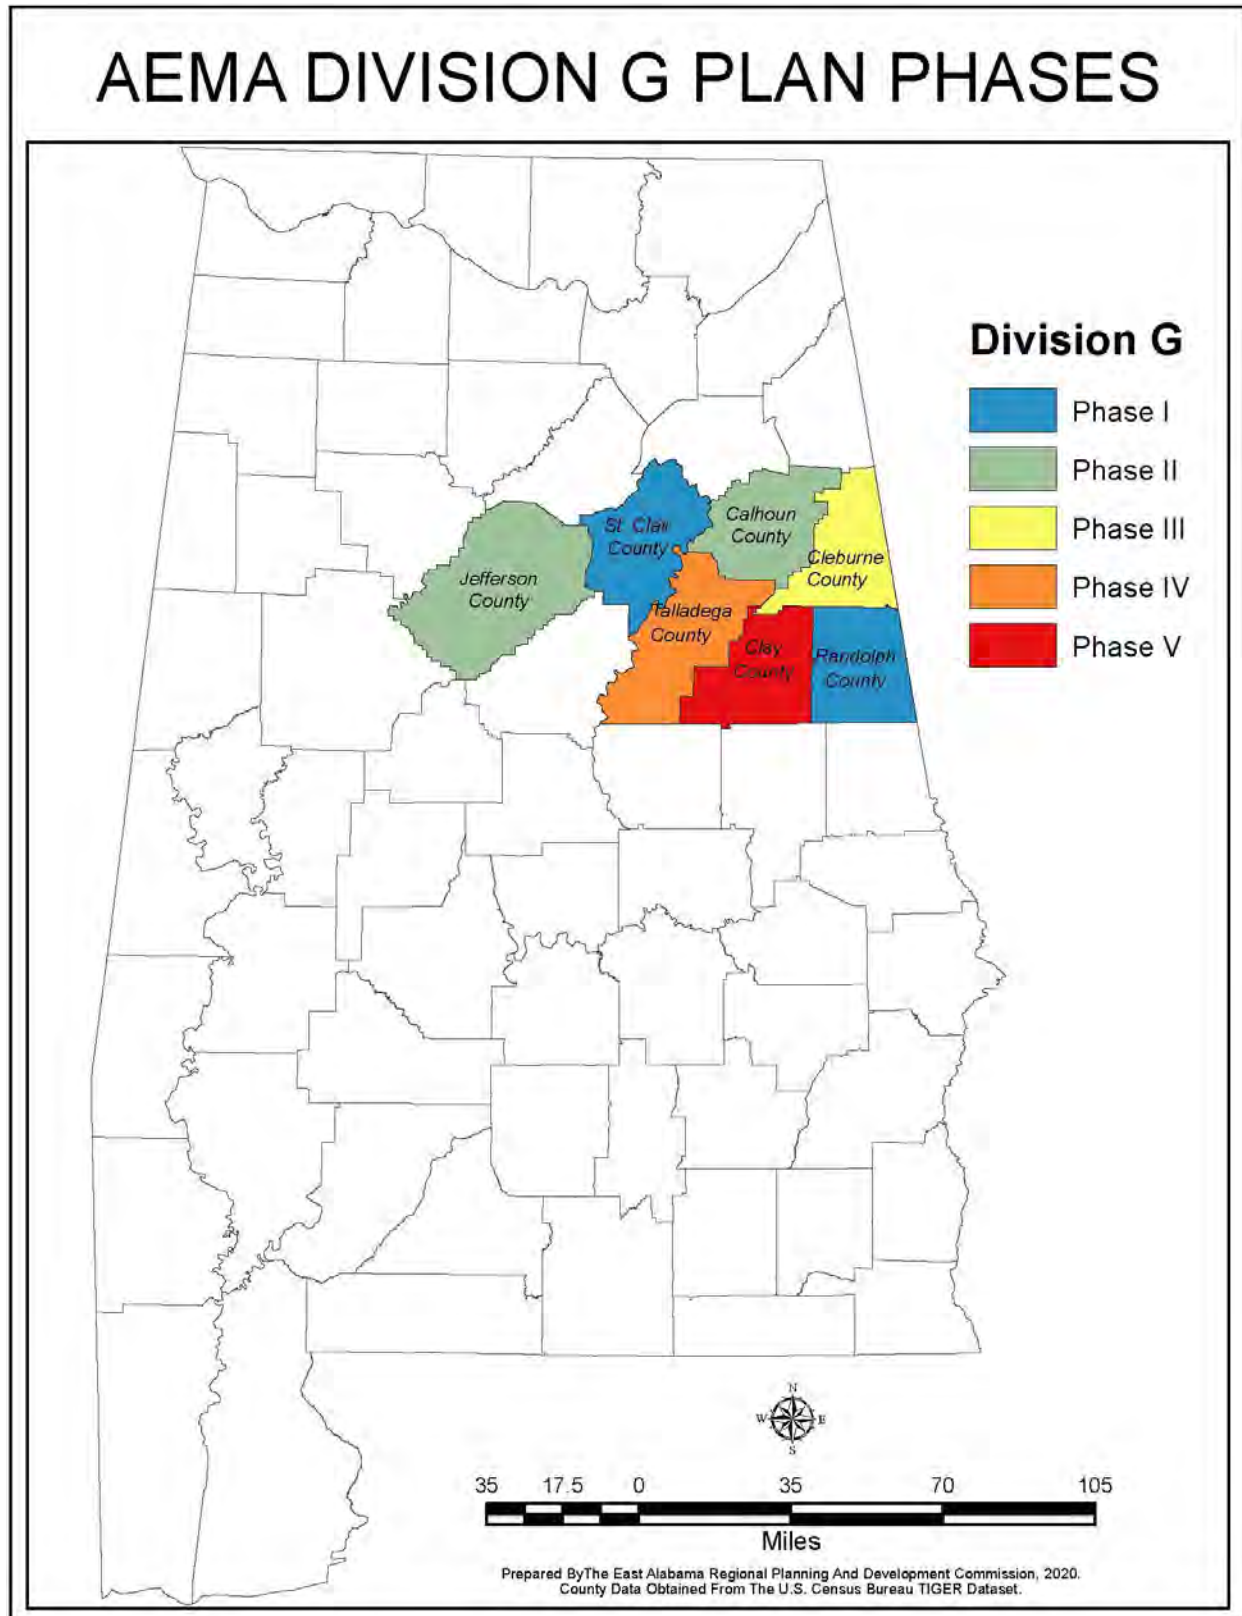 AEMA DIVISION G PLAN PHASES
Division G
Phase I
Phase II
Phase III
Phase IV
Phase V
St. Clair
County
Calhoun
County
Cleburne
County
Jefferson
County
Talladega
County
Clay
County
Randolph
County
N
W E
S
35 17.5 0 35 70 105
Miles
Prepared ByThe East Alabama Regional Planning And Development Commission, 2020.
County Data Obtained From The U.S. Census Bureau TIGER Dataset.